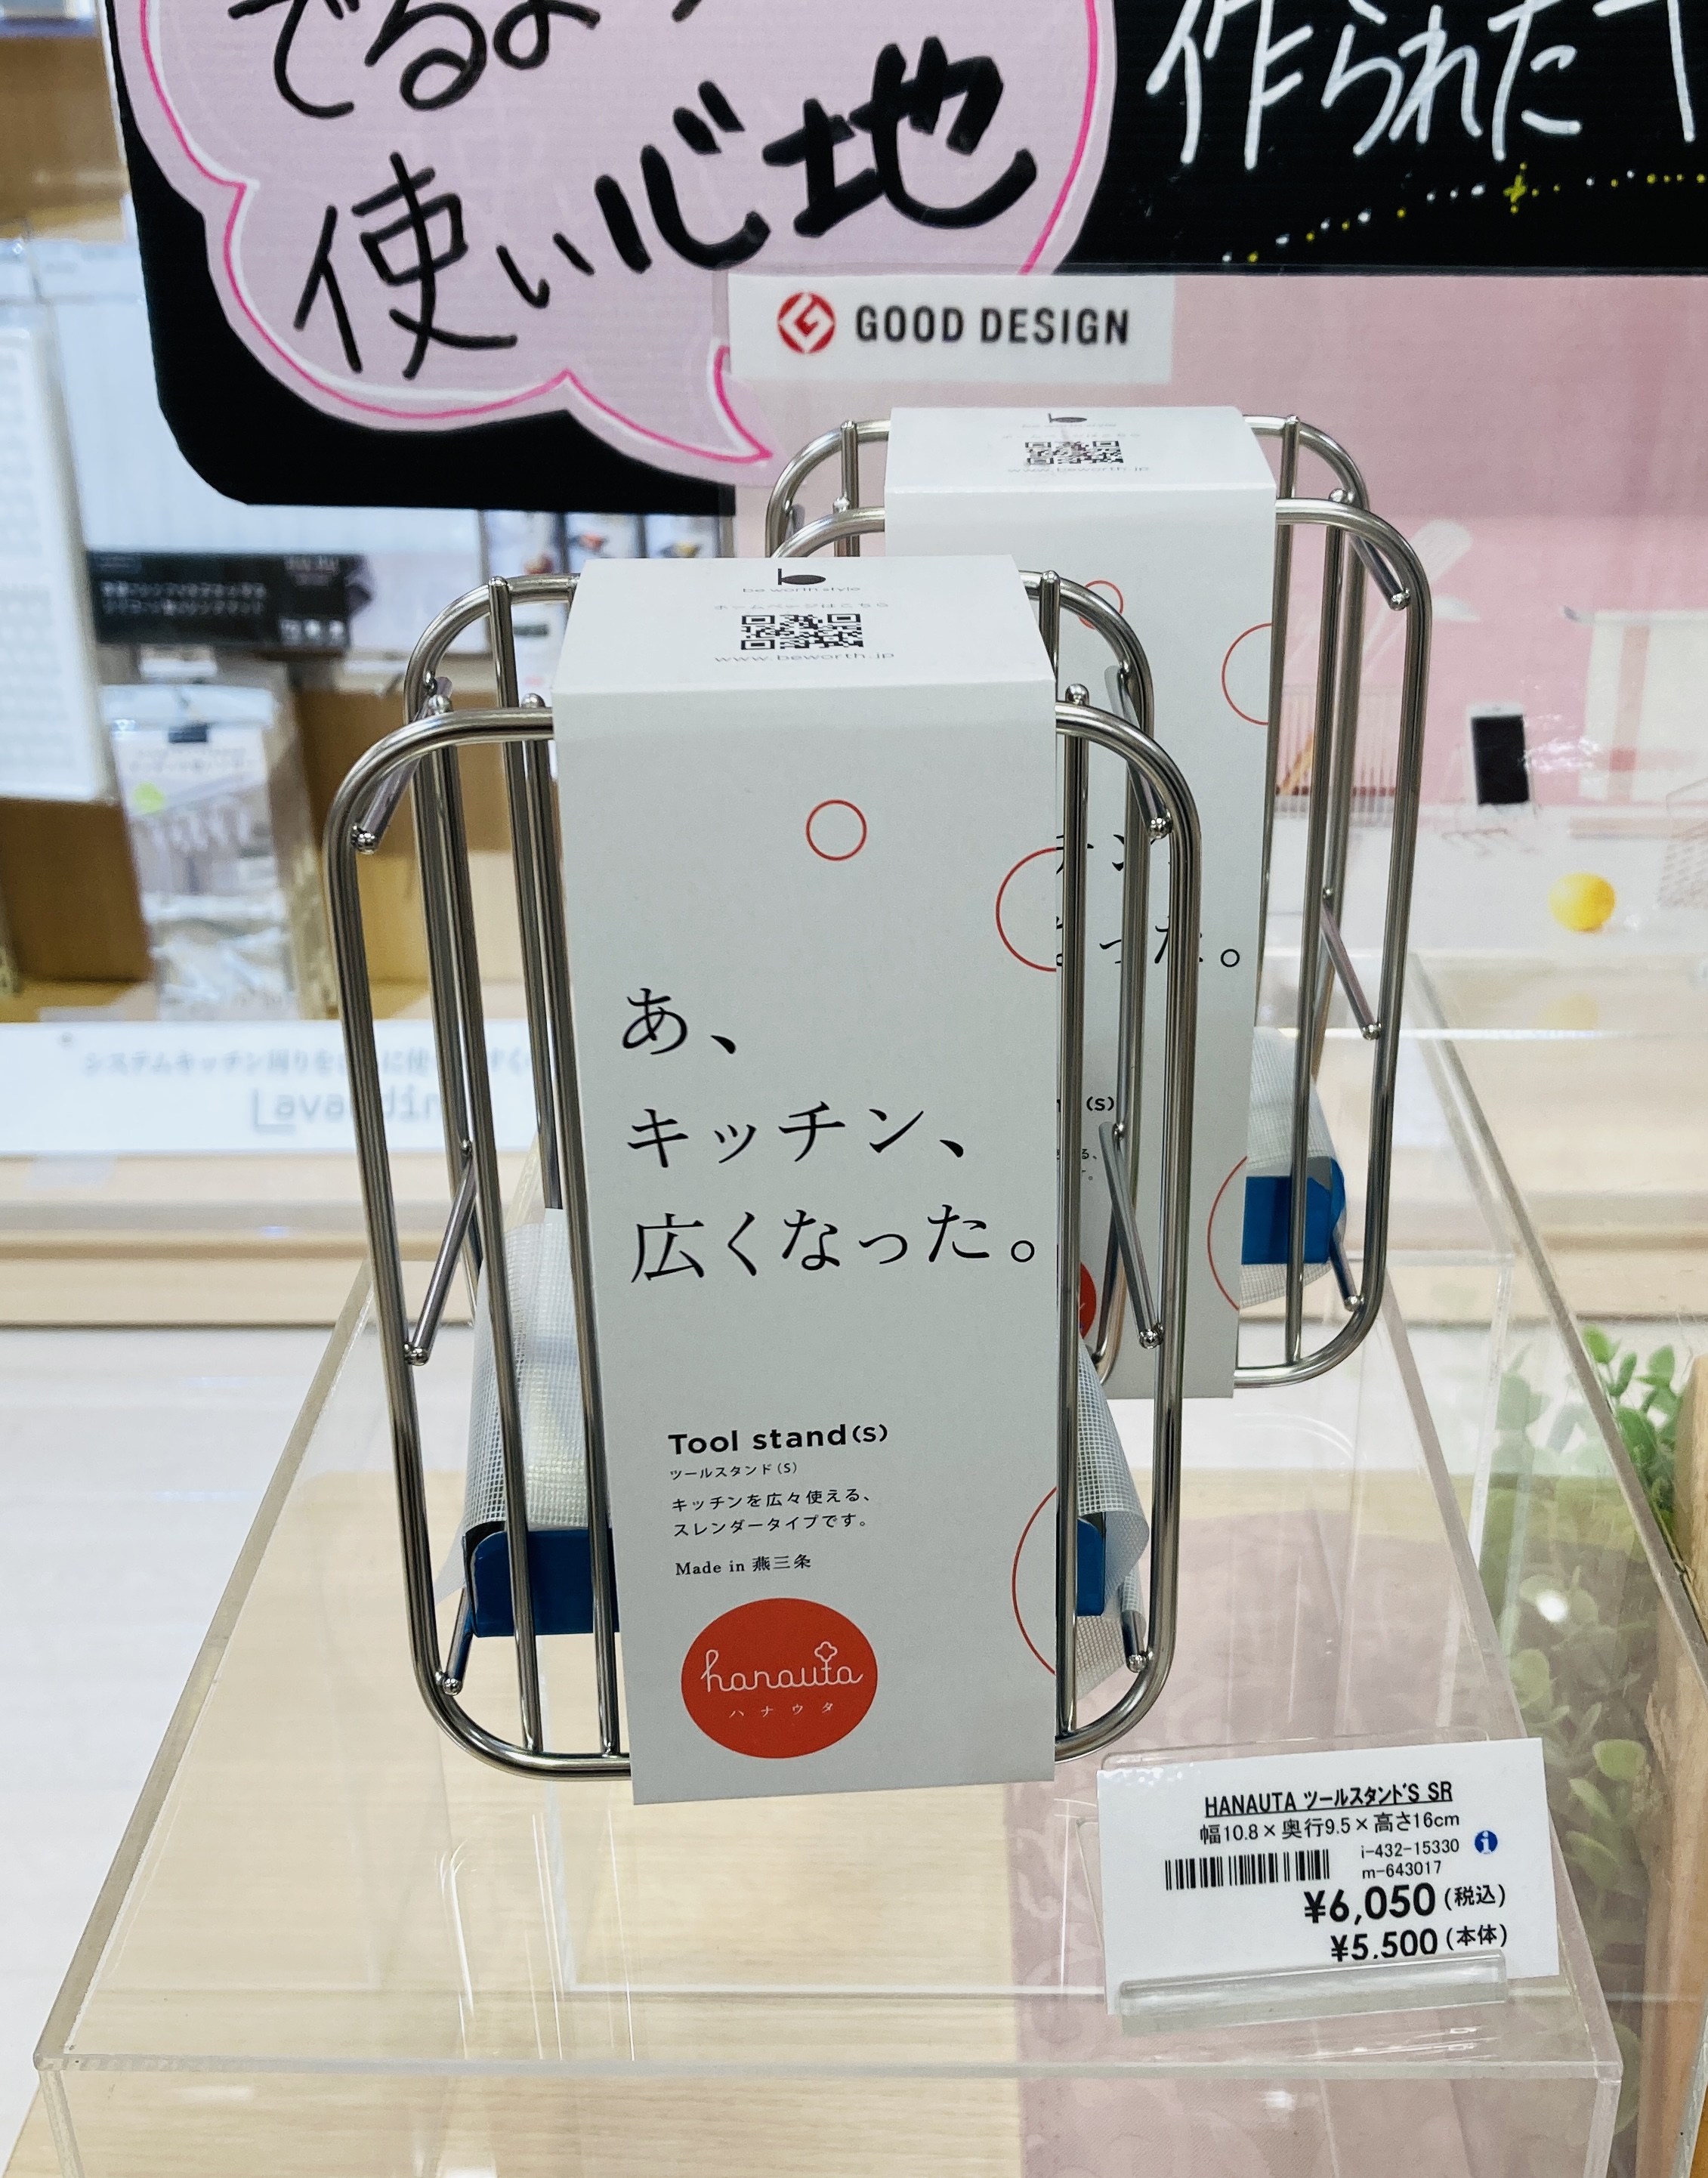 使い心地
作られた
GOOD DESIGN
be worth style
ホームページはこちら
www.beworth.jp
あ、
キッチン、
広くなった。
Tool stand(s)
ツールスタンド(S)
キッチンを広々使える、
スレンダータイプです。
Made in 燕三条
hanauta
ハナウタ
った。
(s)
HANAUTA ツールスタンドS SR
幅10.8×奥行9.5×高さ16cm
i-432-15330
m-643017
¥6,050(税込)
¥5,500(本体)